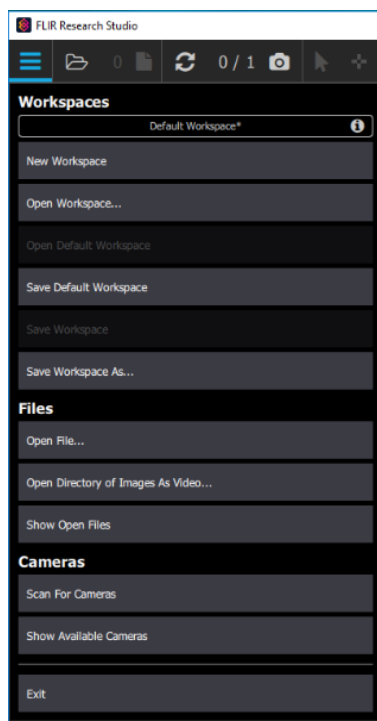 FLIR Research Studio
0
0 / 1
Workspaces
Default Workspace*
New Workspace
Open Workspace...
Open Default Workspace
Save Default Workspace
Save Workspace
Save Workspace As...
Files
Open File...
Open Directory of Images As Video...
Show Open Files
Cameras
Scan For Cameras
Show Available Cameras
Exit